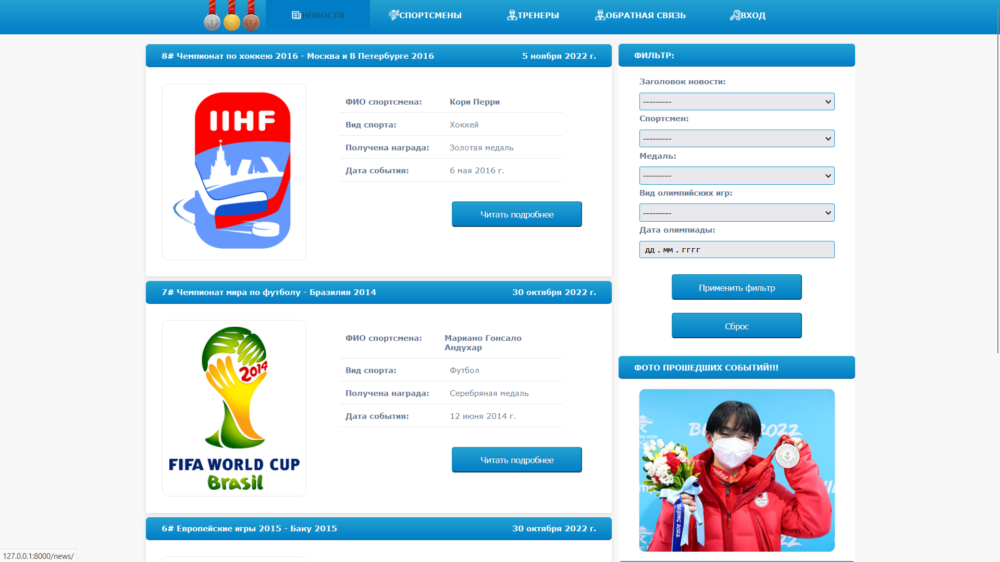 НОВОСТИ
СПОРТСМЕНЫ
ТРЕНЕРЫ
ОБРАТНАЯ СВЯЗЬ
ВХОД
8# Чемпионат по хоккею 2016 - Москва и В Петербурге 2016
5 ноября 2022 г.
IIHF
ФИО спортсмена: Кори Перри
Вид спорта: Хоккей
Получена награда: Золотая медаль
Дата события: 6 мая 2016 г.
Читать подробнее
7# Чемпионат мира по футболу - Бразилия 2014
30 октября 2022 г.
2014
FIFA WORLD CUP
Brasil
ФИО спортсмена: Мариано Гонсало
Андухар
Вид спорта: Футбол
Получена награда: Серебряная медаль
Дата события: 12 июня 2014 г.
Читать подробнее
6# Европейские игры 2015 - Баку 2015
30 октября 2022 г.
ФИЛЬТР:
Заголовок новости:
---------
Спортсмен:
---------
Медаль:
---------
Вид олимпийских игр:
---------
Дата олимпиады:
дд.мм.гггг
Применить фильтр
Сброс
ФОТО ПРОШЕДШИХ СОБЫТИЙ!!!
BEIJING 2022
127.0.0.1:8000/news/